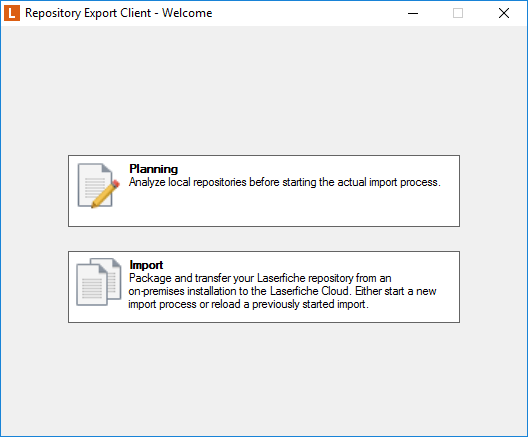 L Repository Export Client - Welcome
Planning
Analyze local repositories before starting the actual import process.
Import
Package and transfer your Laserfiche repository from an
on-premises installation to the Laserfiche Cloud. Either start a new
import process or reload a previously started import.